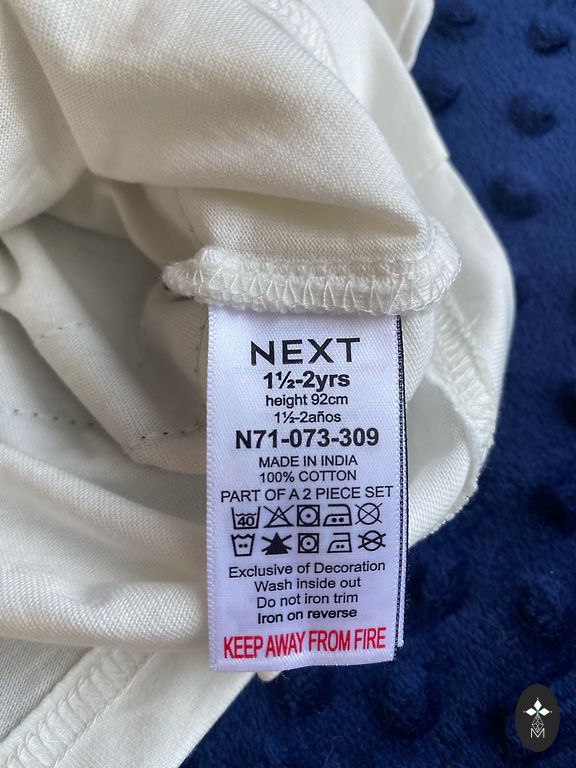 NEXT
1½-2yrs
height 92cm
1½-2años
N71-073-309
MADE IN INDIA
100% COTTON
PART OF A 2 PIECE SET
40
Exclusive of Decoration
Wash inside out
Do not iron trim
Iron on reverse
KEEP AWAY FROM FIRE
M